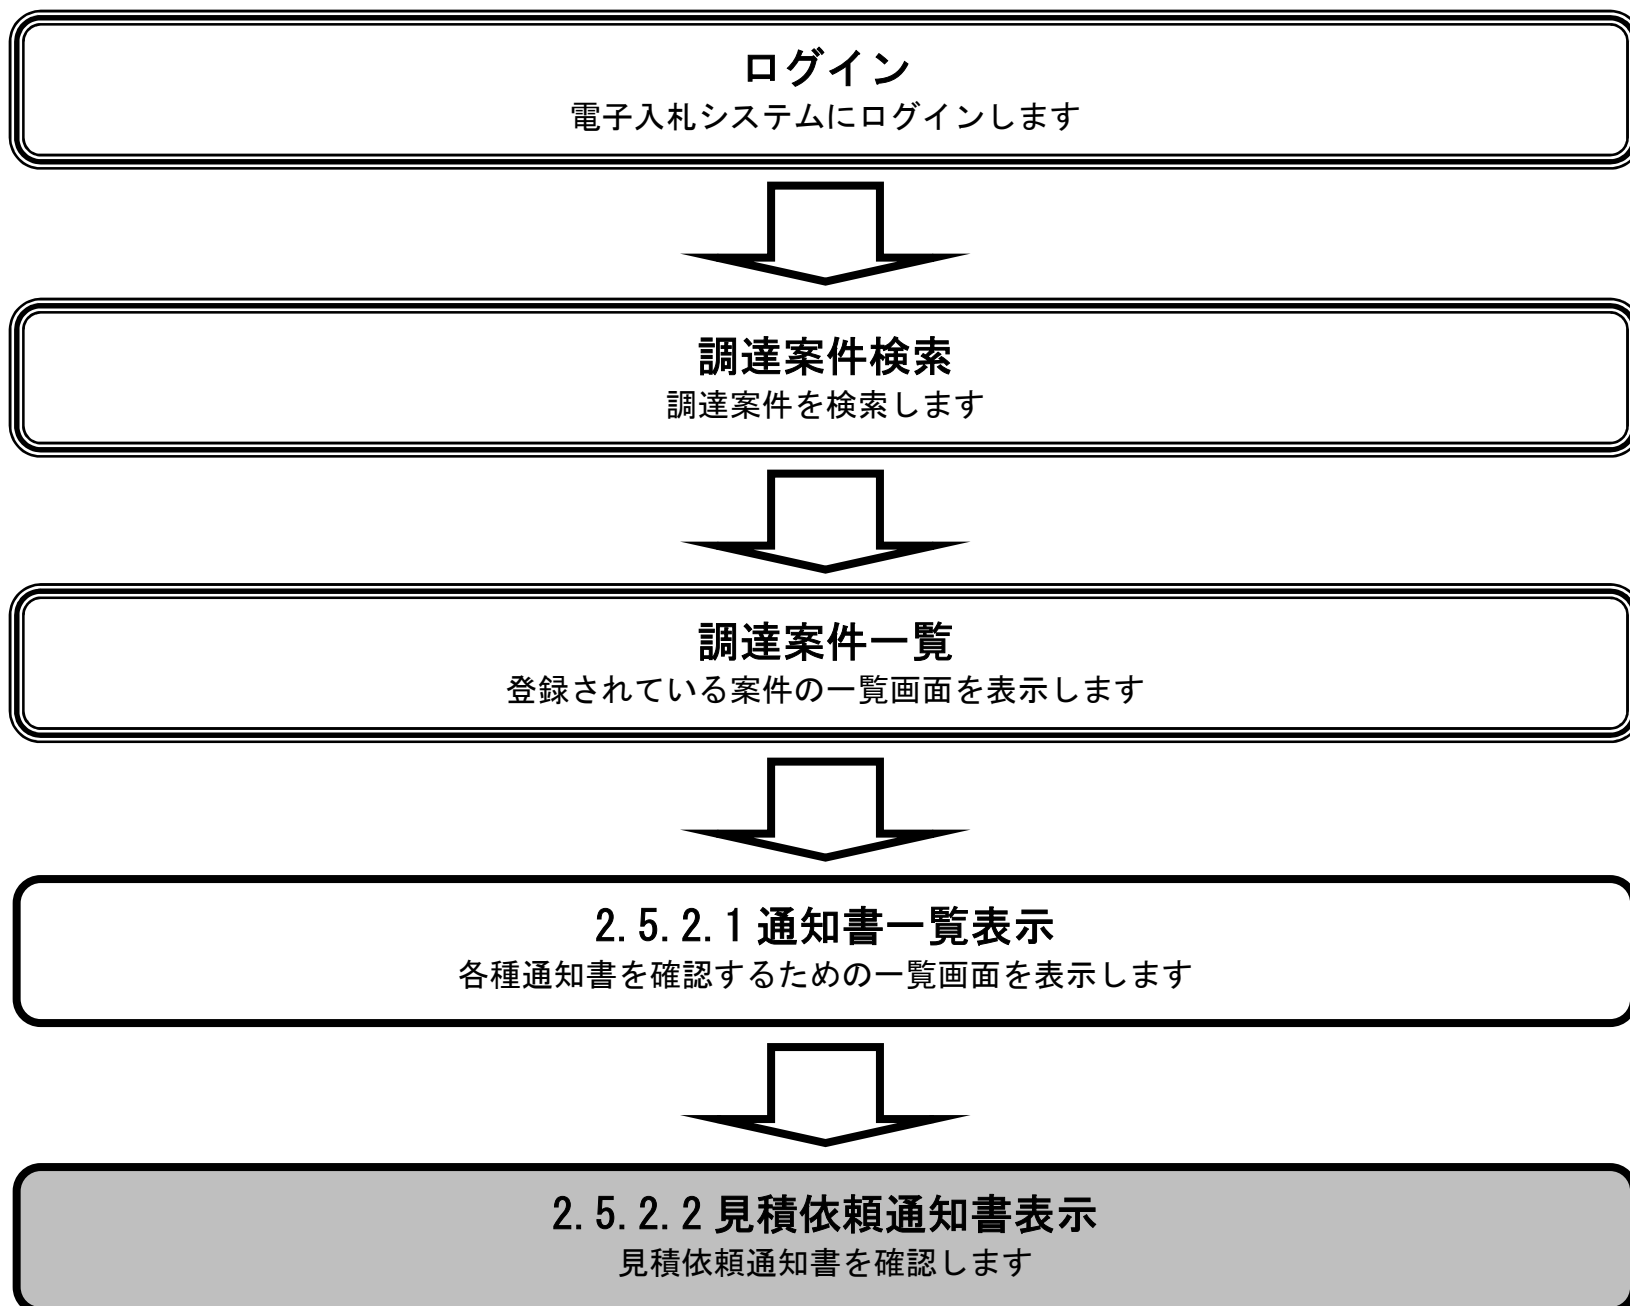 ログイン
電子入札システムにログインします
調達案件検索
調達案件を検索します
調達案件一覧
登録されている案件の一覧画面を表示します
2.5.2.1 通知書一覧表示
各種通知書を確認するための一覧画面を表示します
2.5.2.2 見積依頼通知書表示
見積依頼通知書を確認します